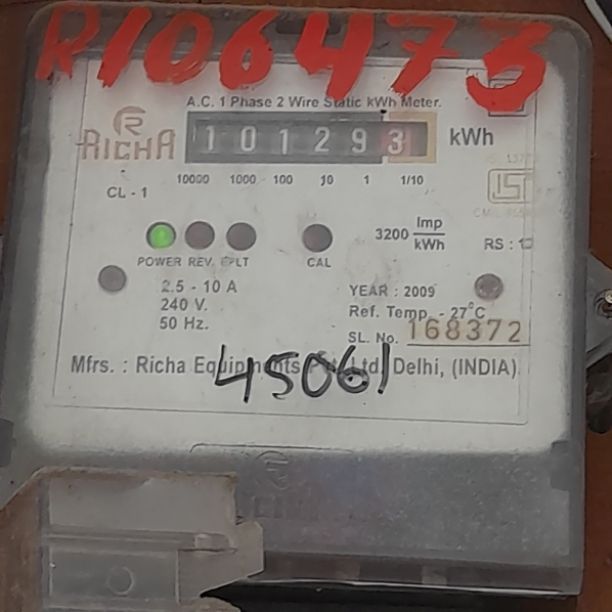 R106473
A.C. 1 Phase 2 Wire Static kWh Meter.
RICHA
101293 kWh
10000 1000 100 10 1 1/10
CL - 1
3200 Imp/kWh
RS : 
POWER REV. CAL
2.5 - 10 A
240 V.
50 Hz.
YEAR : 2009
Ref. Temp. - 27°C
SL. No. 168372
Mfrs. : Richa Equipments Pvt. Ltd. Delhi, (INDIA)
45061